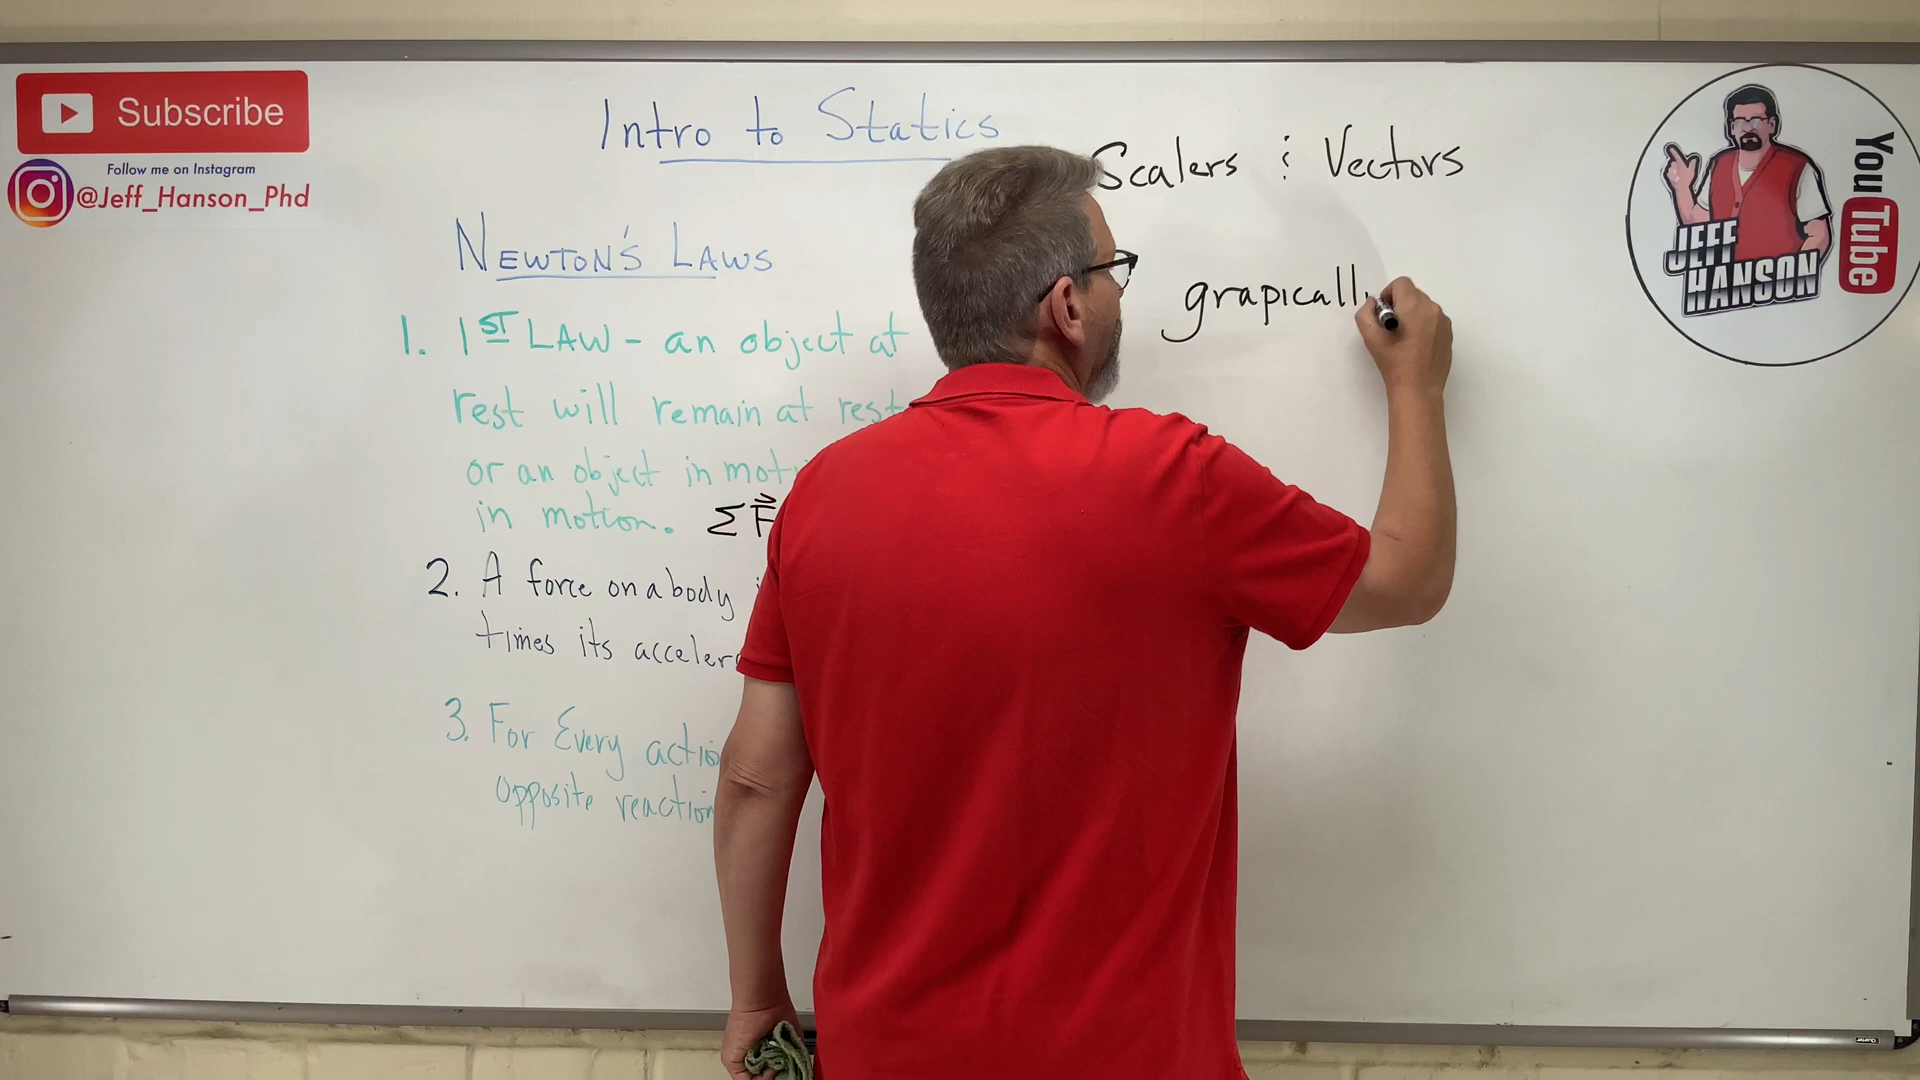 Subscribe
Follow me on Instagram
@Jeff_Hanson_Phd
Intro to Statics
NEWTON'S LAWS
1. 1ST LAW - an object at
rest will remain at rest
or an object in moti
in motion. ΣF⃗
2. A force on a body
times its acceler
3. For Every actio
opposite reaction
Scalers & Vectors
grapicall
JEFF
HANSON
YouTube